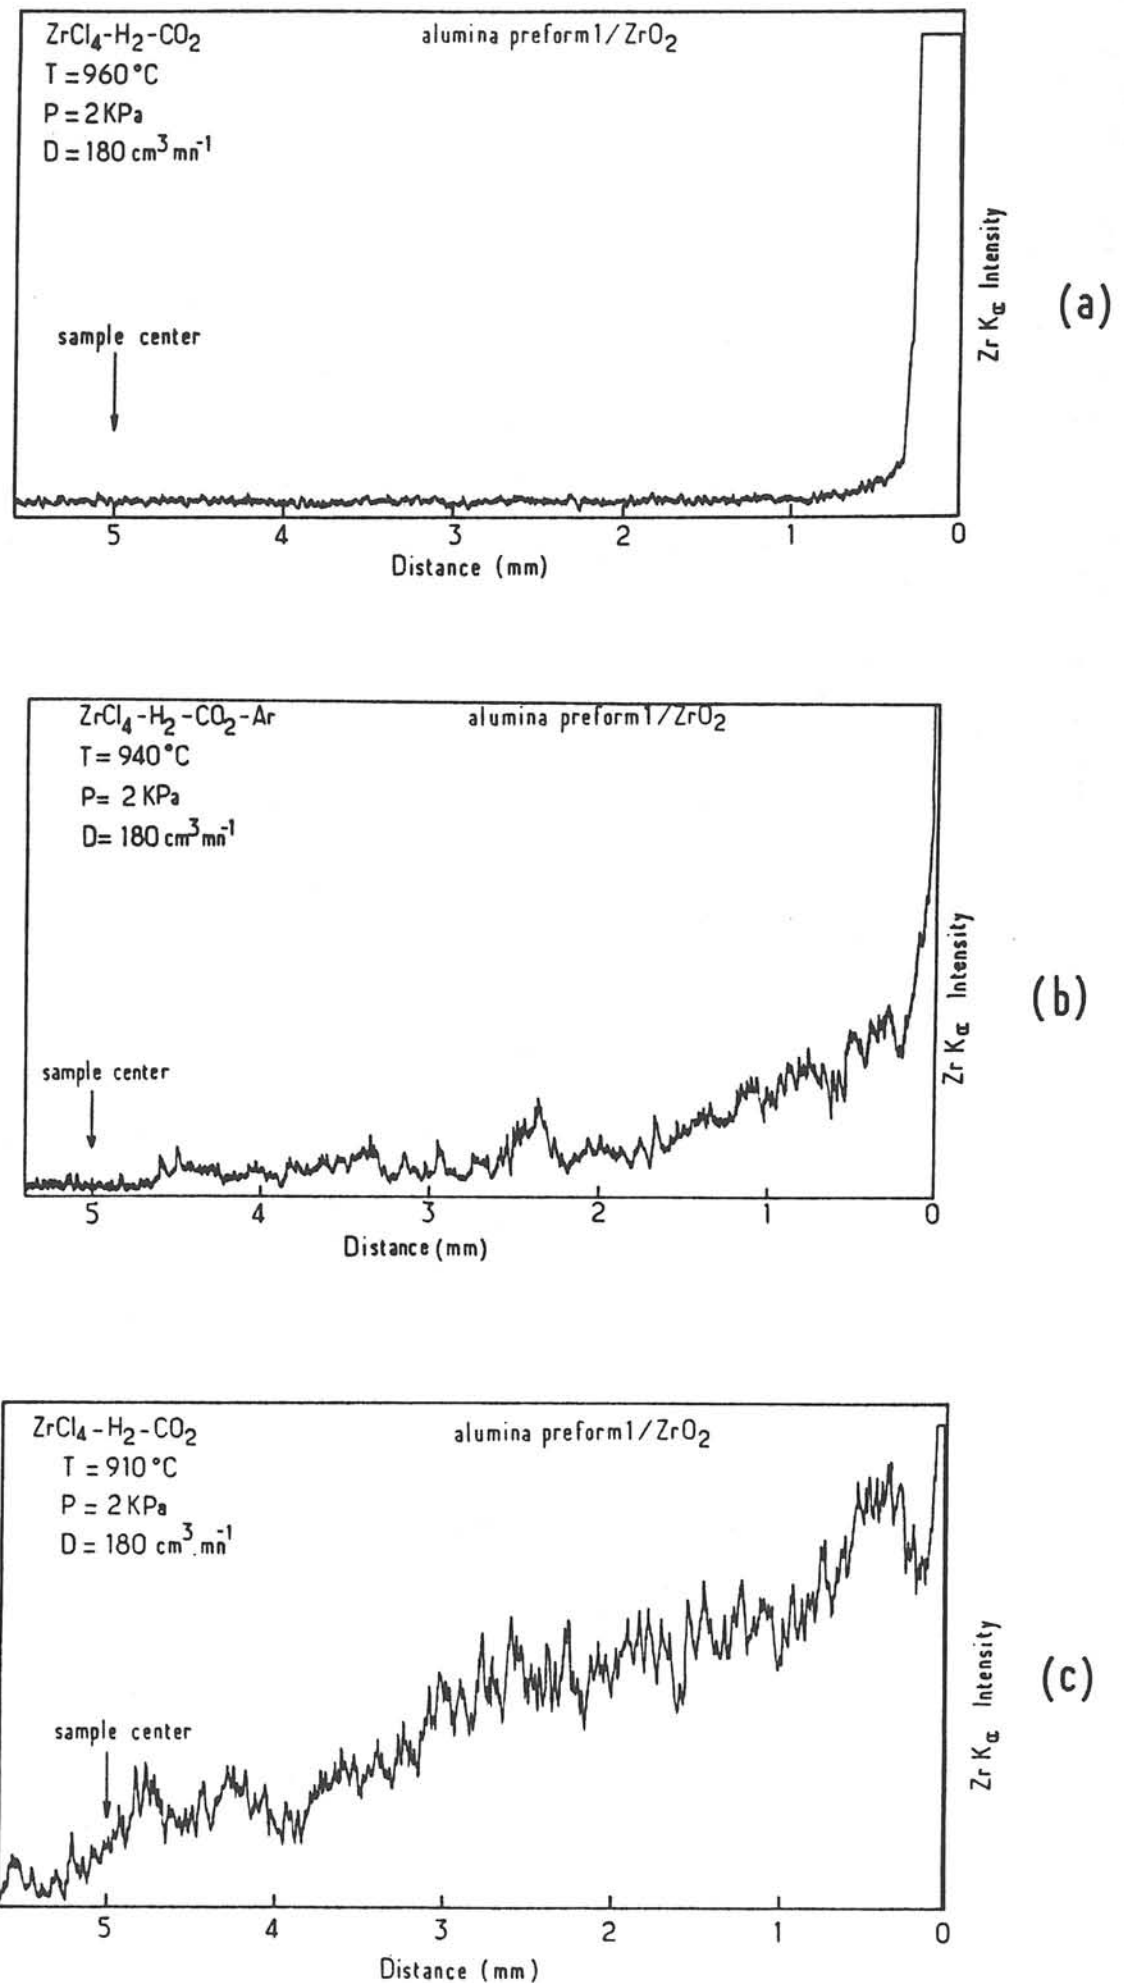 ZrCl4-H2-CO2
alumina preform1/ZrO2
T=960°C
P=2KPa
D=180 cm3 mn-1
sample center
Zr Kα Intensity
(a)
5 4 3 2 1 0
Distance (mm)
ZrCl4-H2-CO2-Ar
alumina preform1/ZrO2
T=940°C
P= 2 KPa
D= 180 cm3 mn-1
sample center
Zr Kα Intensity
(b)
5 4 3 2 1 0
Distance (mm)
ZrCl4-H2-CO2
alumina preform1/ZrO2
T=910°C
P=2KPa
D=180 cm3.mn-1
sample center
Zr Kα Intensity
(c)
5 4 3 2 1 0
Distance (mm)